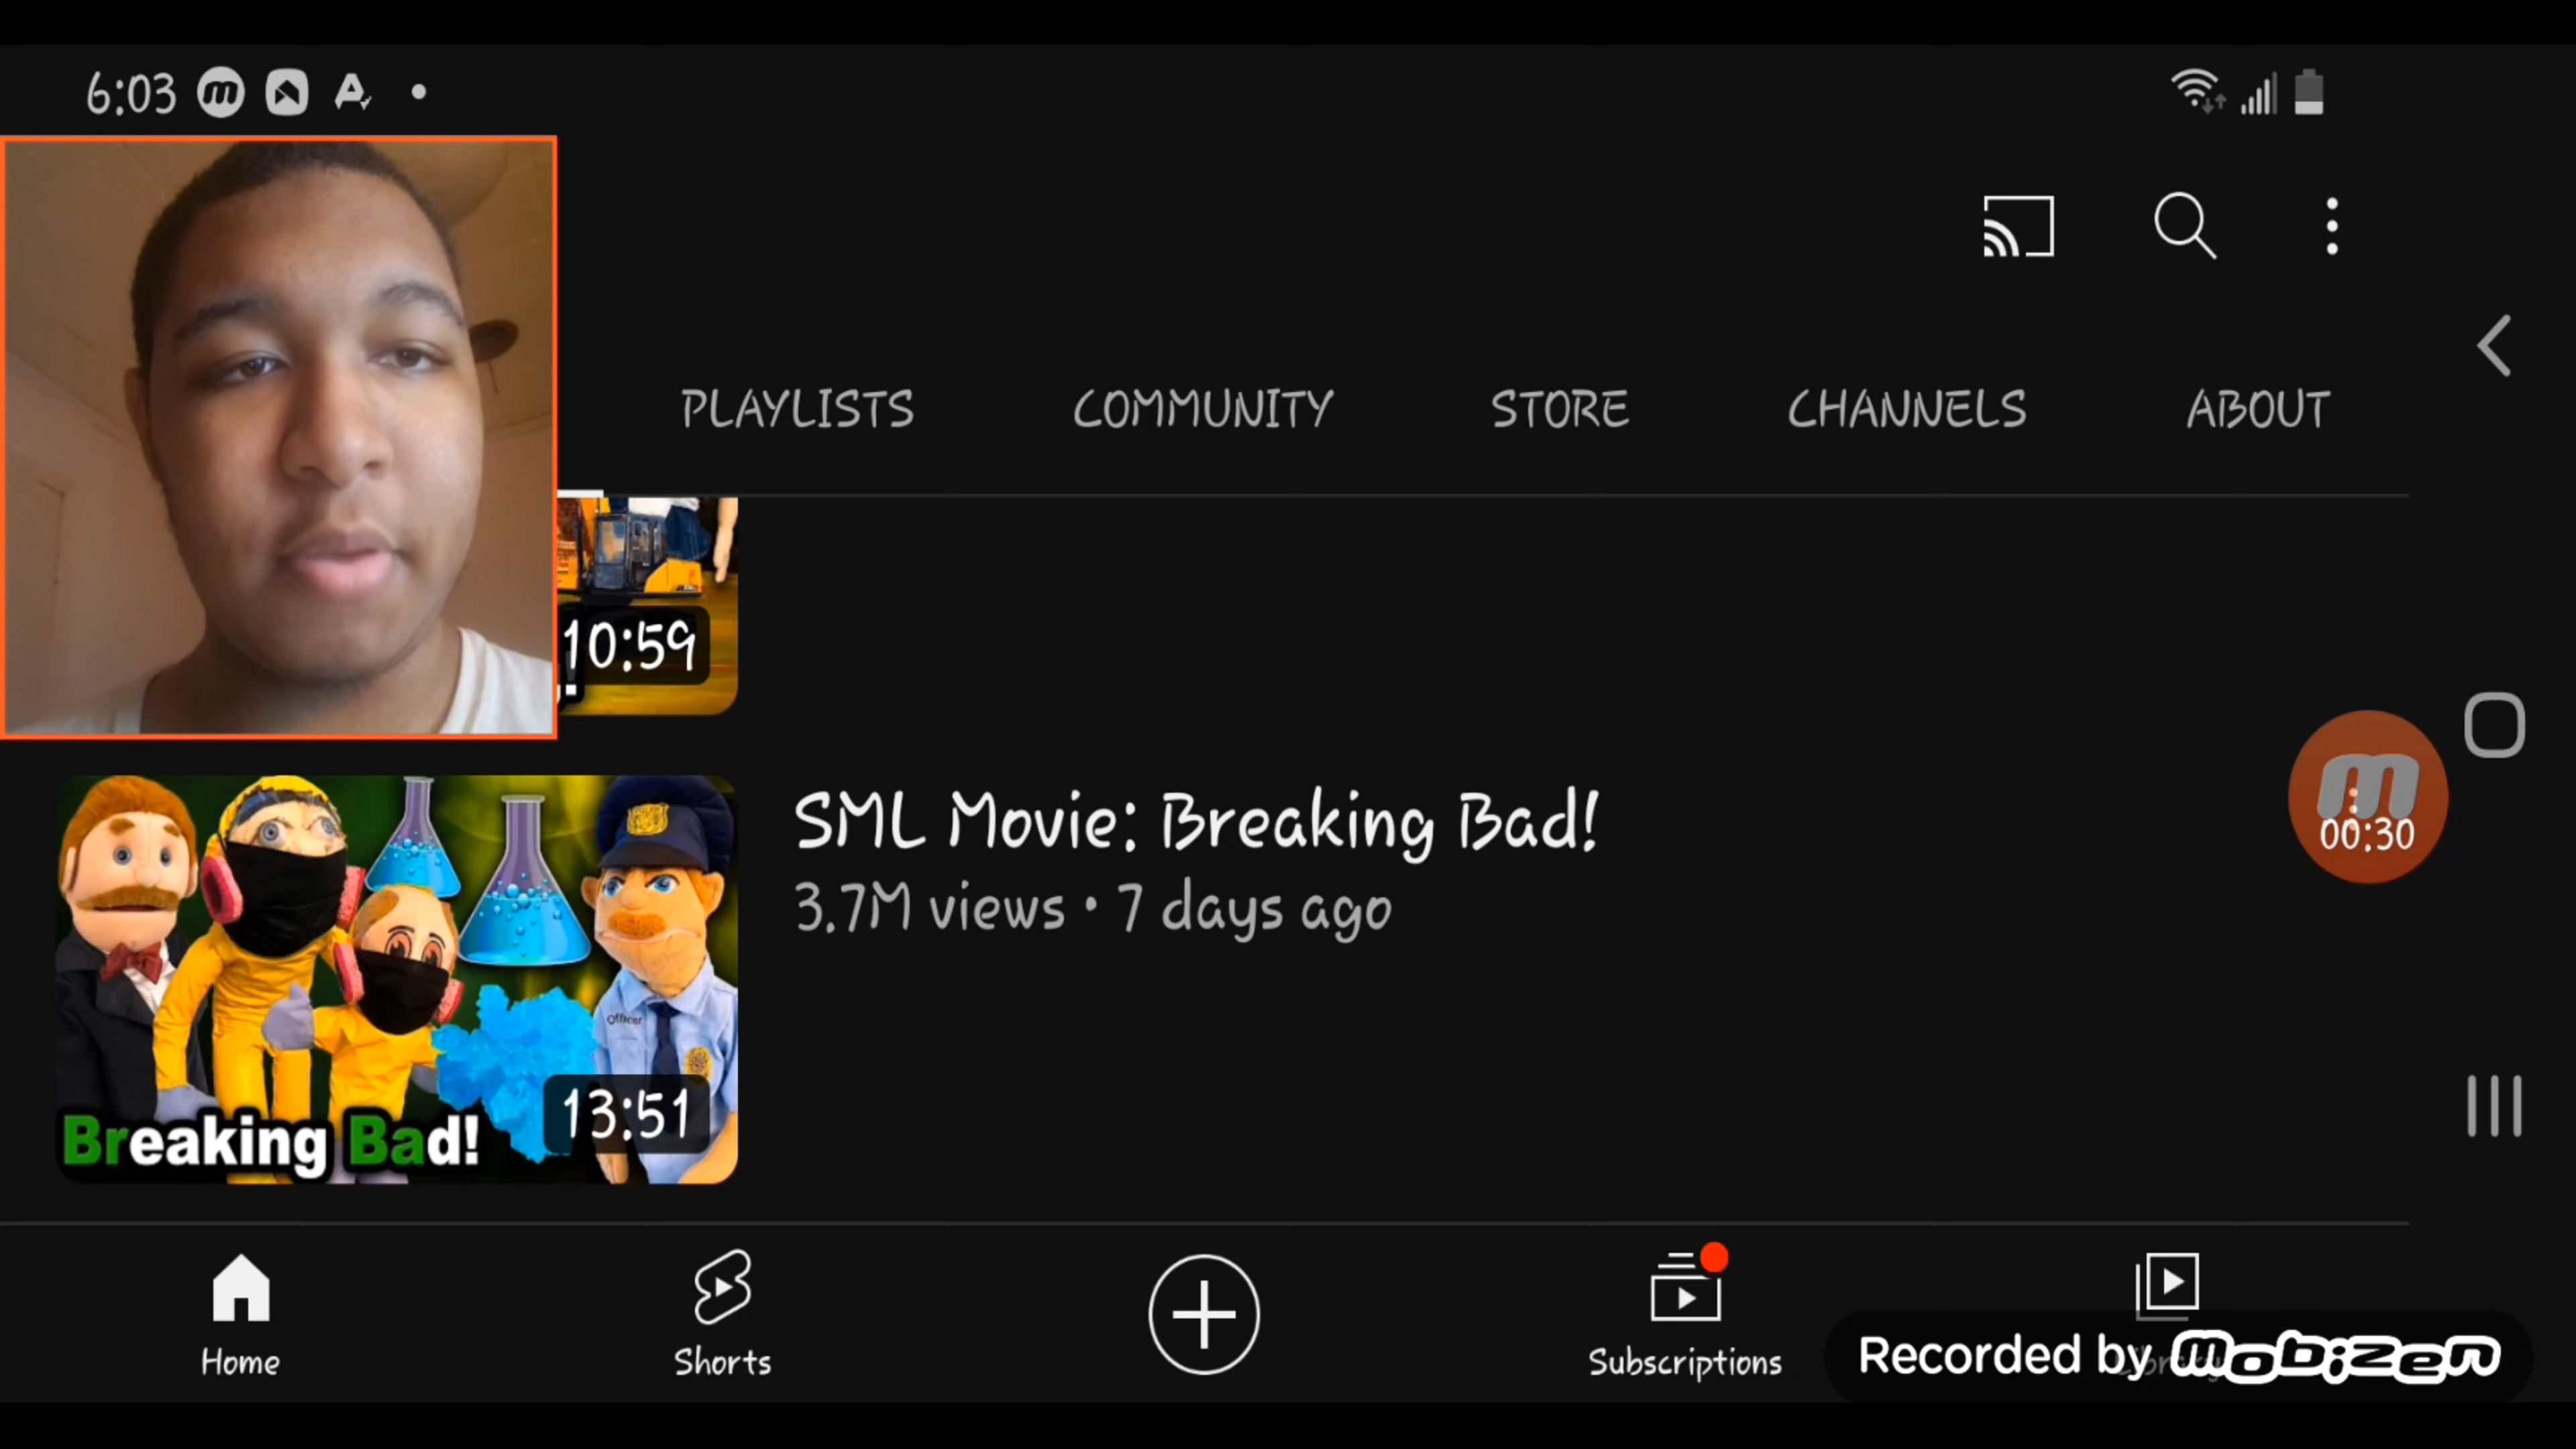 6:03
PLAYLISTS COMMUNITY STORE CHANNELS ABOUT
10:59
SML Movie: Breaking Bad!
3.7M views • 7 days ago
00:30
Officer
13:51
Breaking Bad!
Home Shorts Subscriptions
Recorded by mobizen